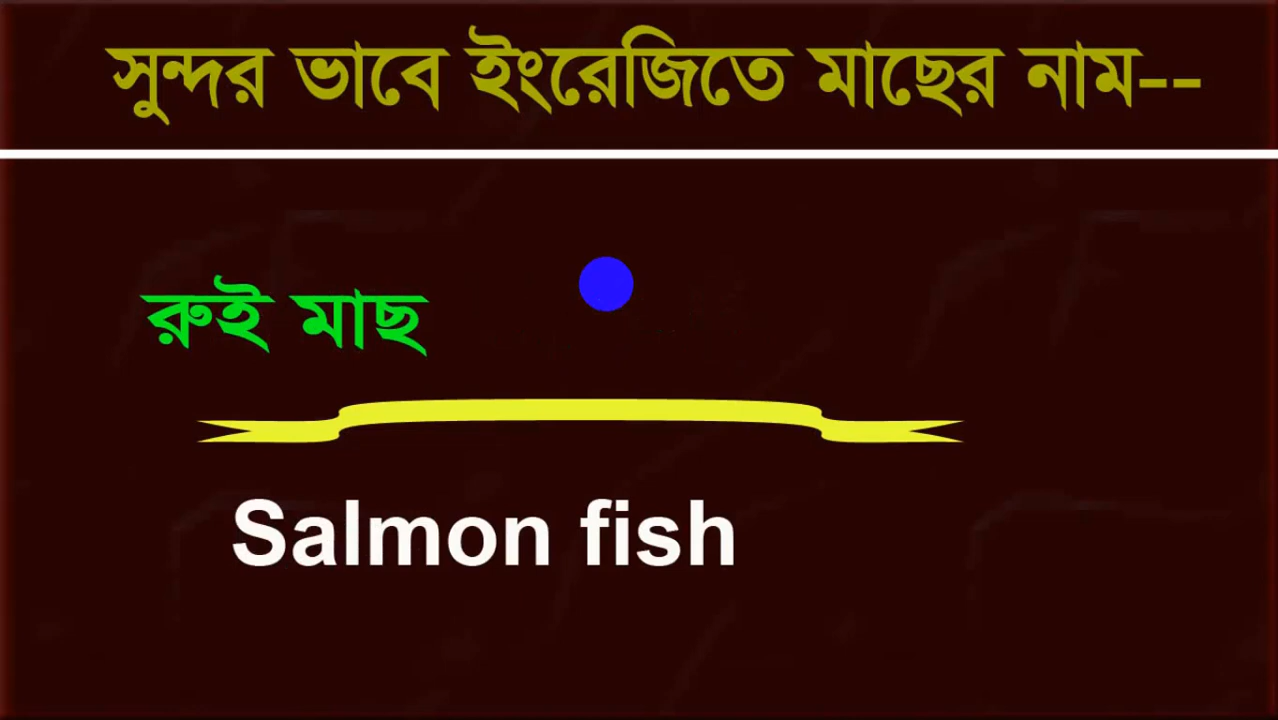 সুন্দর ভাবে ইংরেজিতে মাছের নাম--
রুই মাছ
Salmon fish